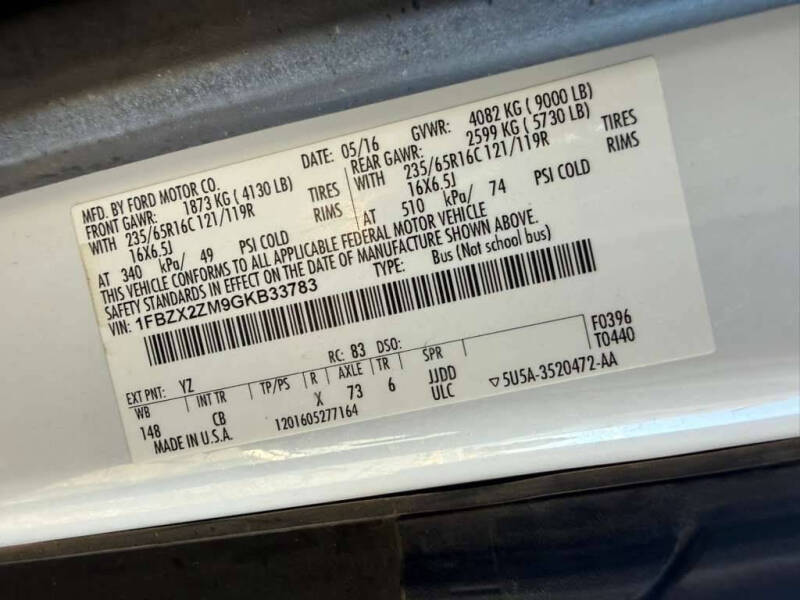 MFD. BY FORD MOTOR CO.
DATE: 05/16 GVWR: 4082 KG ( 9000 LB)
FRONT GAWR: 1873 KG ( 4130 LB) REAR GAWR: 2599 KG ( 5730 LB)
WITH 235/65R16C 121/119R TIRES WITH 235/65R16C 121/119R TIRES
16X6.5J RIMS 16X6.5J RIMS
AT 340 kPa/ 49 PSI COLD AT 510 kPa/ 74 PSI COLD
THIS VEHICLE CONFORMS TO ALL APPLICABLE FEDERAL MOTOR VEHICLE
SAFETY STANDARDS IN EFFECT ON THE DATE OF MANUFACTURE SHOWN ABOVE.
VIN: 1FBZX2ZM9GKB33783 TYPE: Bus (Not school bus)
F0396
T0440
EXT PNT: YZ RC: 83 DSO:
WB INT TR TP/PS R AXLE TR SPR
148 CB X 73 6 JJDD
ULC
MADE IN U.S.A. 1201605277164 ▽5U5A-3520472-AA